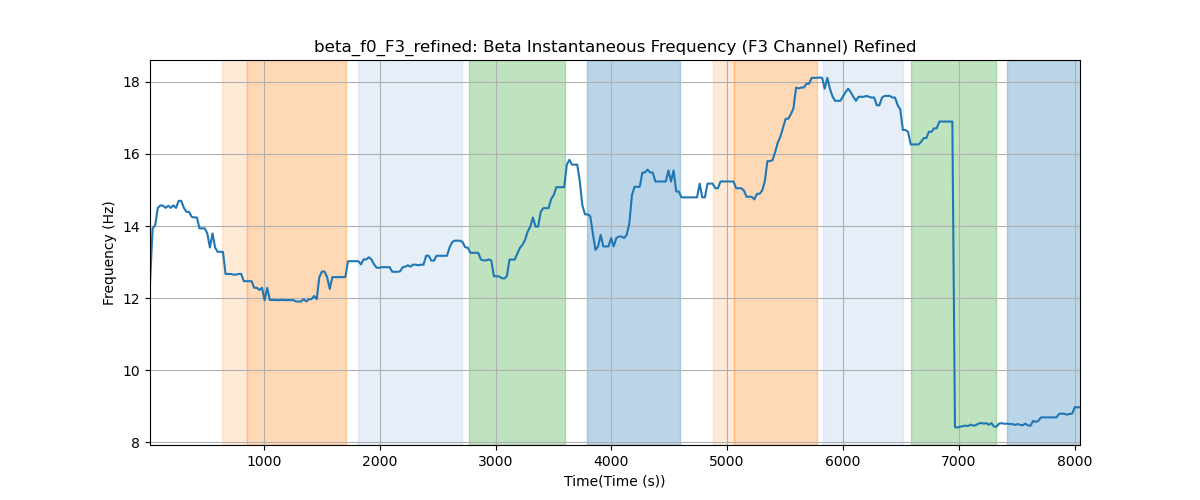 beta_f0_F3_refined: Beta Instantaneous Frequency (F3 Channel) Refined
Frequency (Hz)
18
16
14
12
10
8
1000 2000 3000 4000 5000 6000 7000 8000
Time(Time (s))